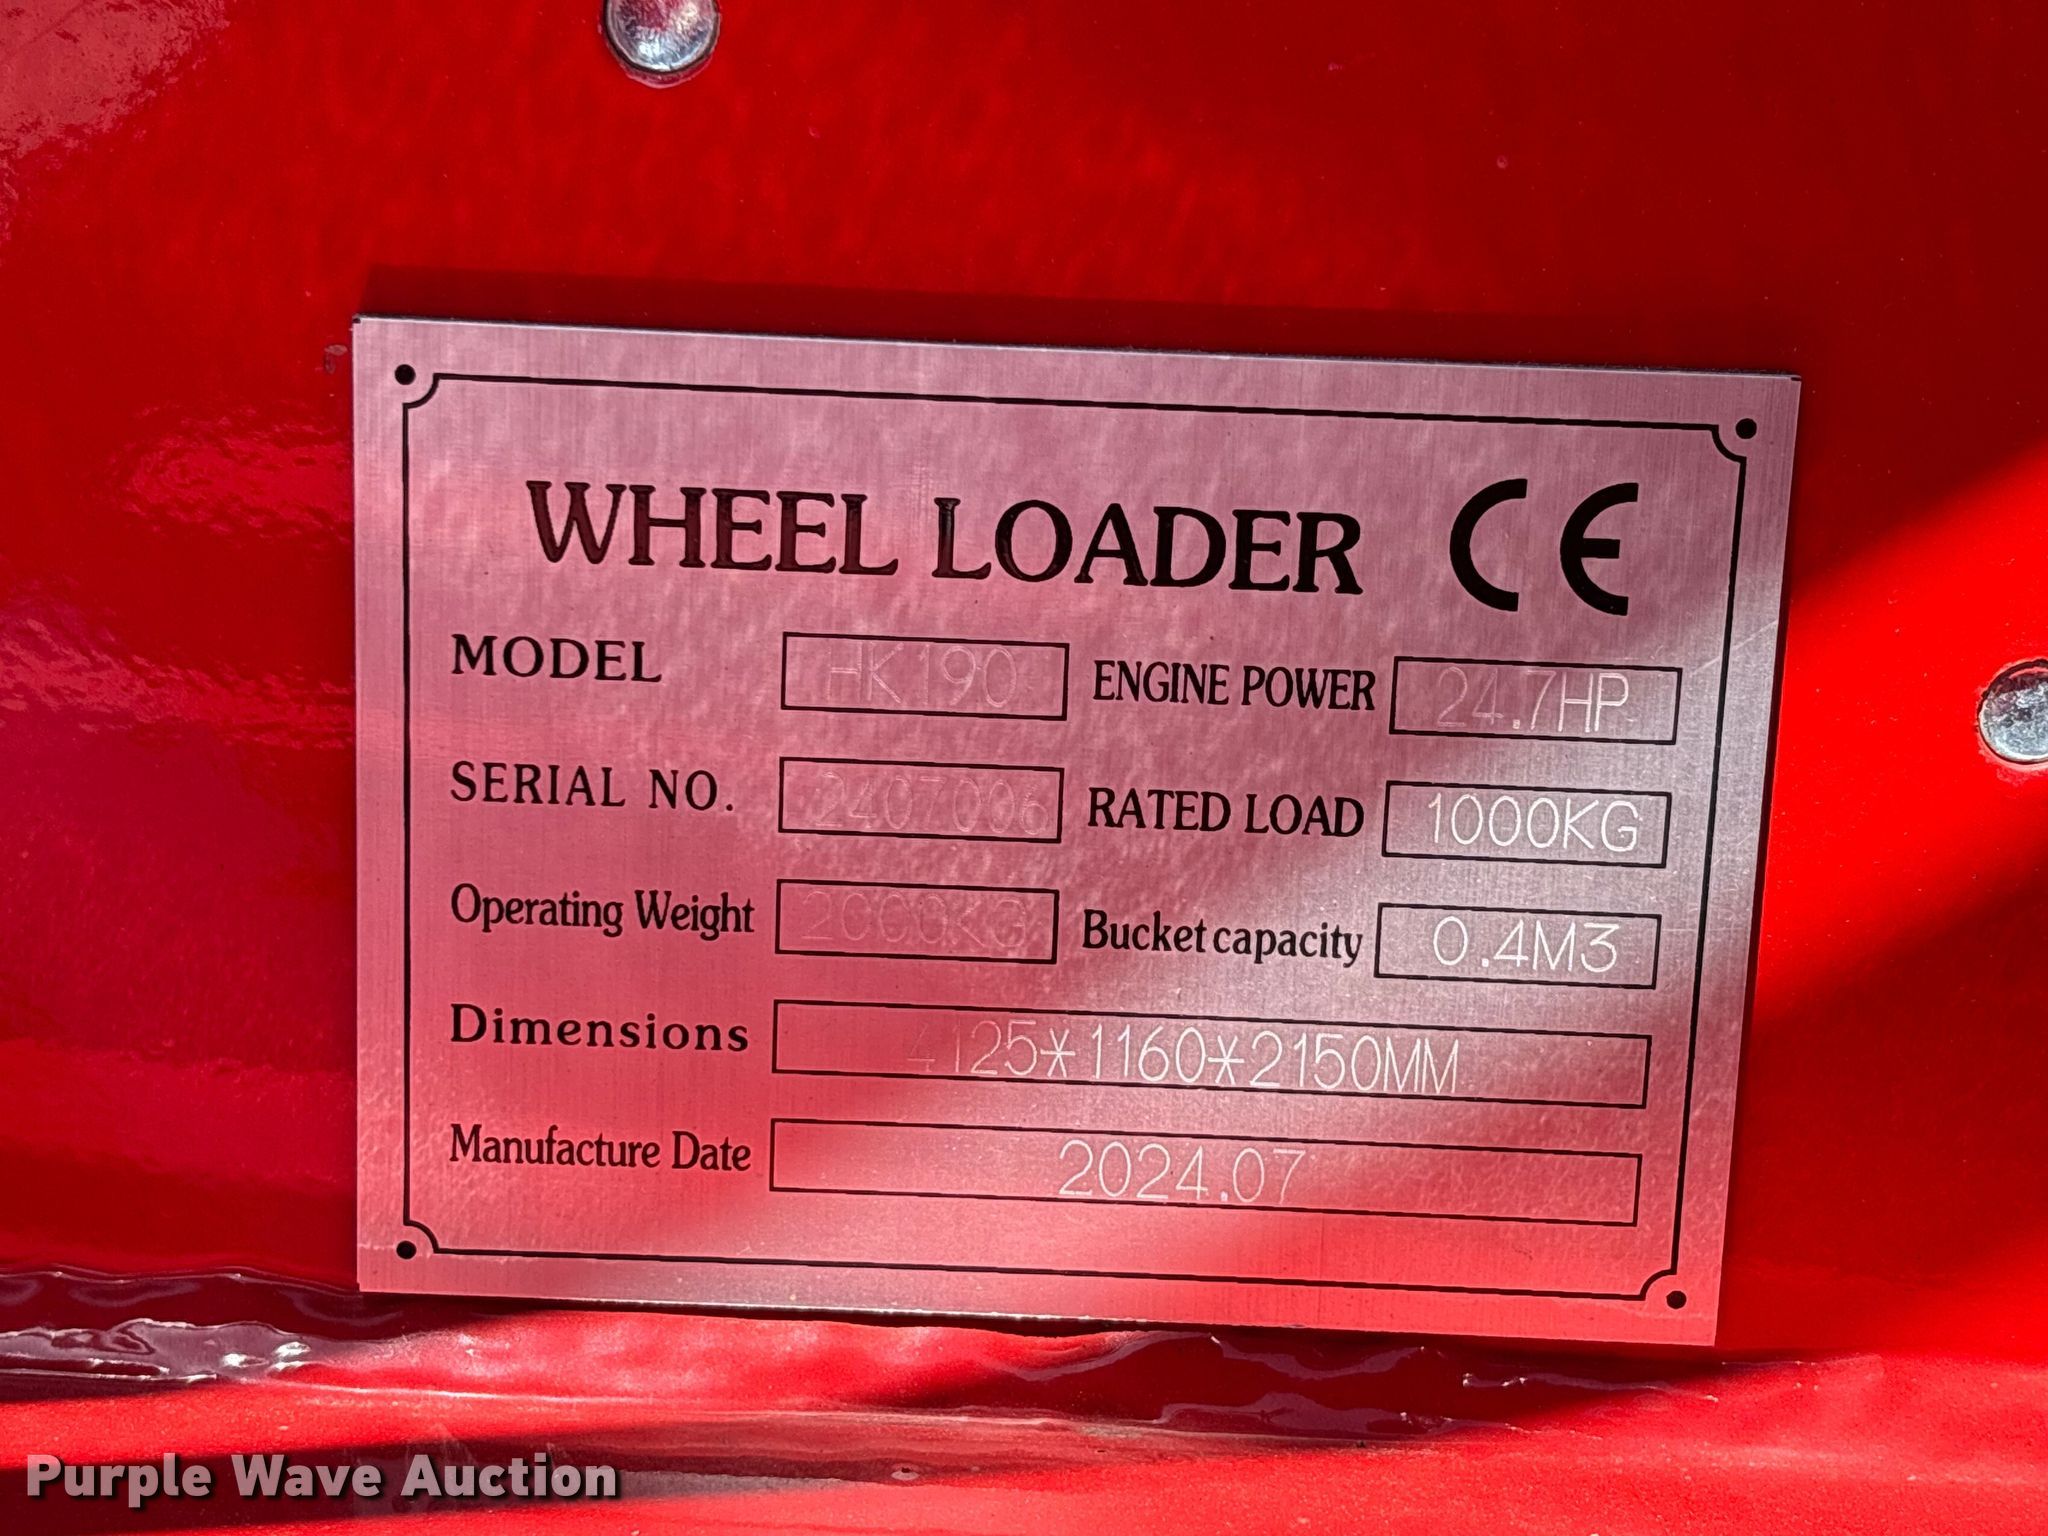 WHEEL LOADER CE
MODEL HK190 ENGINE POWER 24.7HP
SERIAL NO. 2407006 RATED LOAD 1000KG
Operating Weight 2000KG Bucket capacity 0.4M3
Dimensions 4125*1160*2150MM
Manufacture Date 2024.07
Purple Wave Auction